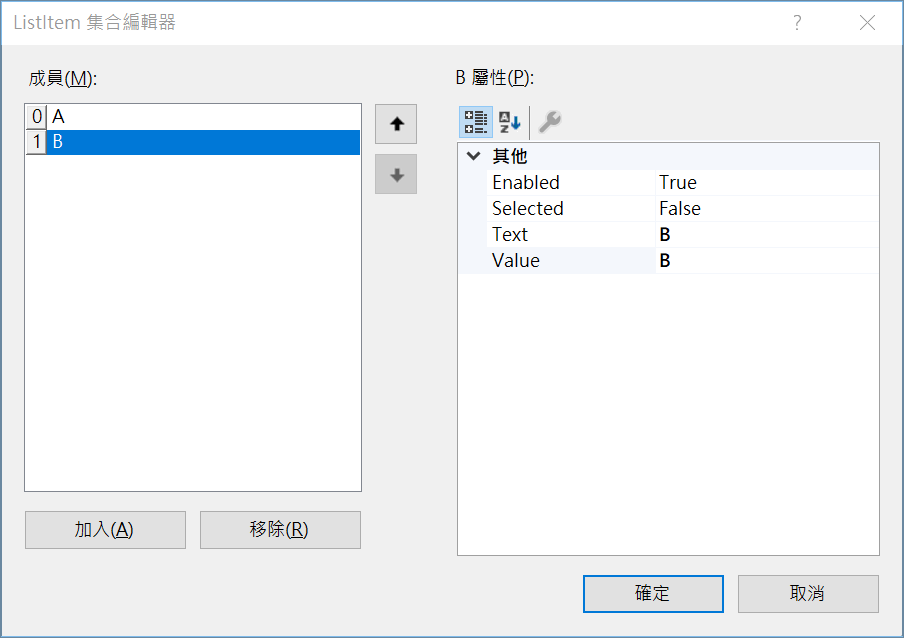 ListItem 集合編輯器
成員(M):
0 A
1 B
加入(A)
移除(R)
B 屬性(P):
其他
Enabled True
Selected False
Text B
Value B
確定
取消